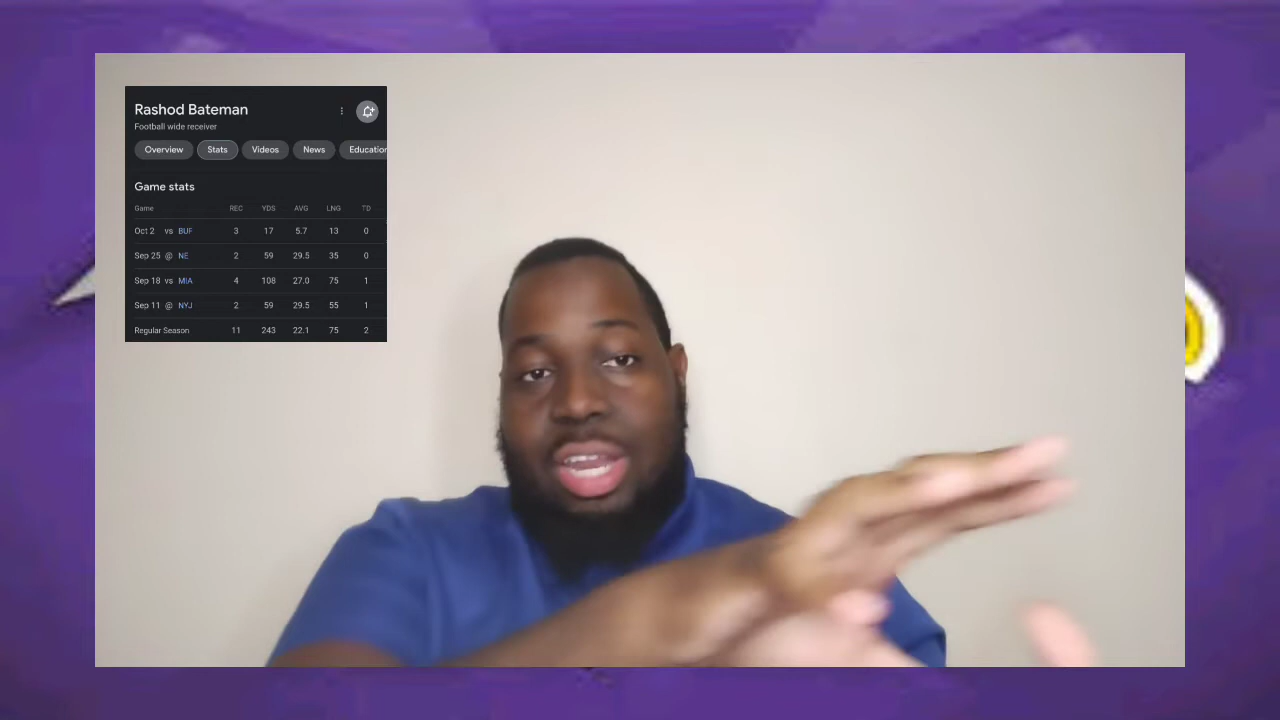 Rashod Bateman
Football wide receiver
Overview Stats Videos News Education
Game stats
Game REC YDS AVG LNG TD
Oct 2 vs BUF 3 17 5.7 13 0
Sep 25 @ NE 2 59 29.5 35 0
Sep 18 vs MIA 4 108 27.0 75 1
Sep 11 @ NYJ 2 59 29.5 55 1
Regular Season 11 243 22.1 75 2